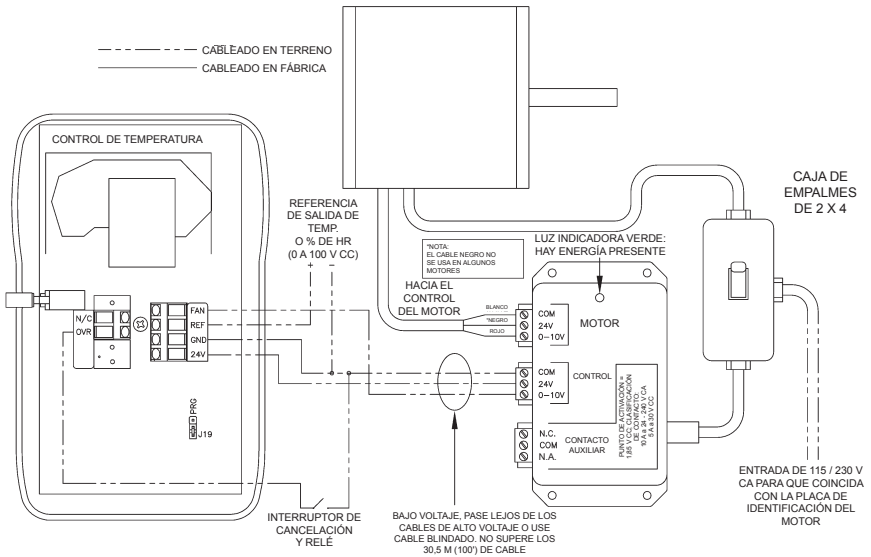 CABLEADO EN TERRENO
CABLEADO EN FÁBRICA
CONTROL DE TEMPERATURA
N/C
OVR
FAN
REF
GND
24V
PRG
J19
REFERENCIA
DE SALIDA DE
TEMP.
O % DE HR
(0 A 100 V CC)
+ −
*NOTA:
EL CABLE NEGRO NO
SE USA EN ALGUNOS
MOTORES
HACIA EL
CONTROL
DEL MOTOR
BLANCO
*NEGRO
ROJO
LUZ INDICADORA VERDE:
HAY ENERGÍA PRESENTE
COM
24V
0–10V
MOTOR
COM
24V
0–10V
CONTROL
N.C.
COM
N.A.
CONTACTO
AUXILIAR
PUNTO DE ACTIVACIÓN =
1.85 V CC, CLASIFICACIÓN
DE CONTACTO:
10 A a 24 - 240 V CA
5 A a 30 V CC
CAJA DE
EMPALMES
DE 2 X 4
ENTRADA DE 115 / 230 V
CA PARA QUE COINCIDA
CON LA PLACA DE
IDENTIFICACIÓN DEL
MOTOR
INTERRUPTOR DE
CANCELACIÓN
Y RELÉ
BAJO VOLTAJE, PASE LEJOS DE LOS
CABLES DE ALTO VOLTAJE O USE
CABLE BLINDADO. NO SUPERE LOS
30,5 M (100') DE CABLE